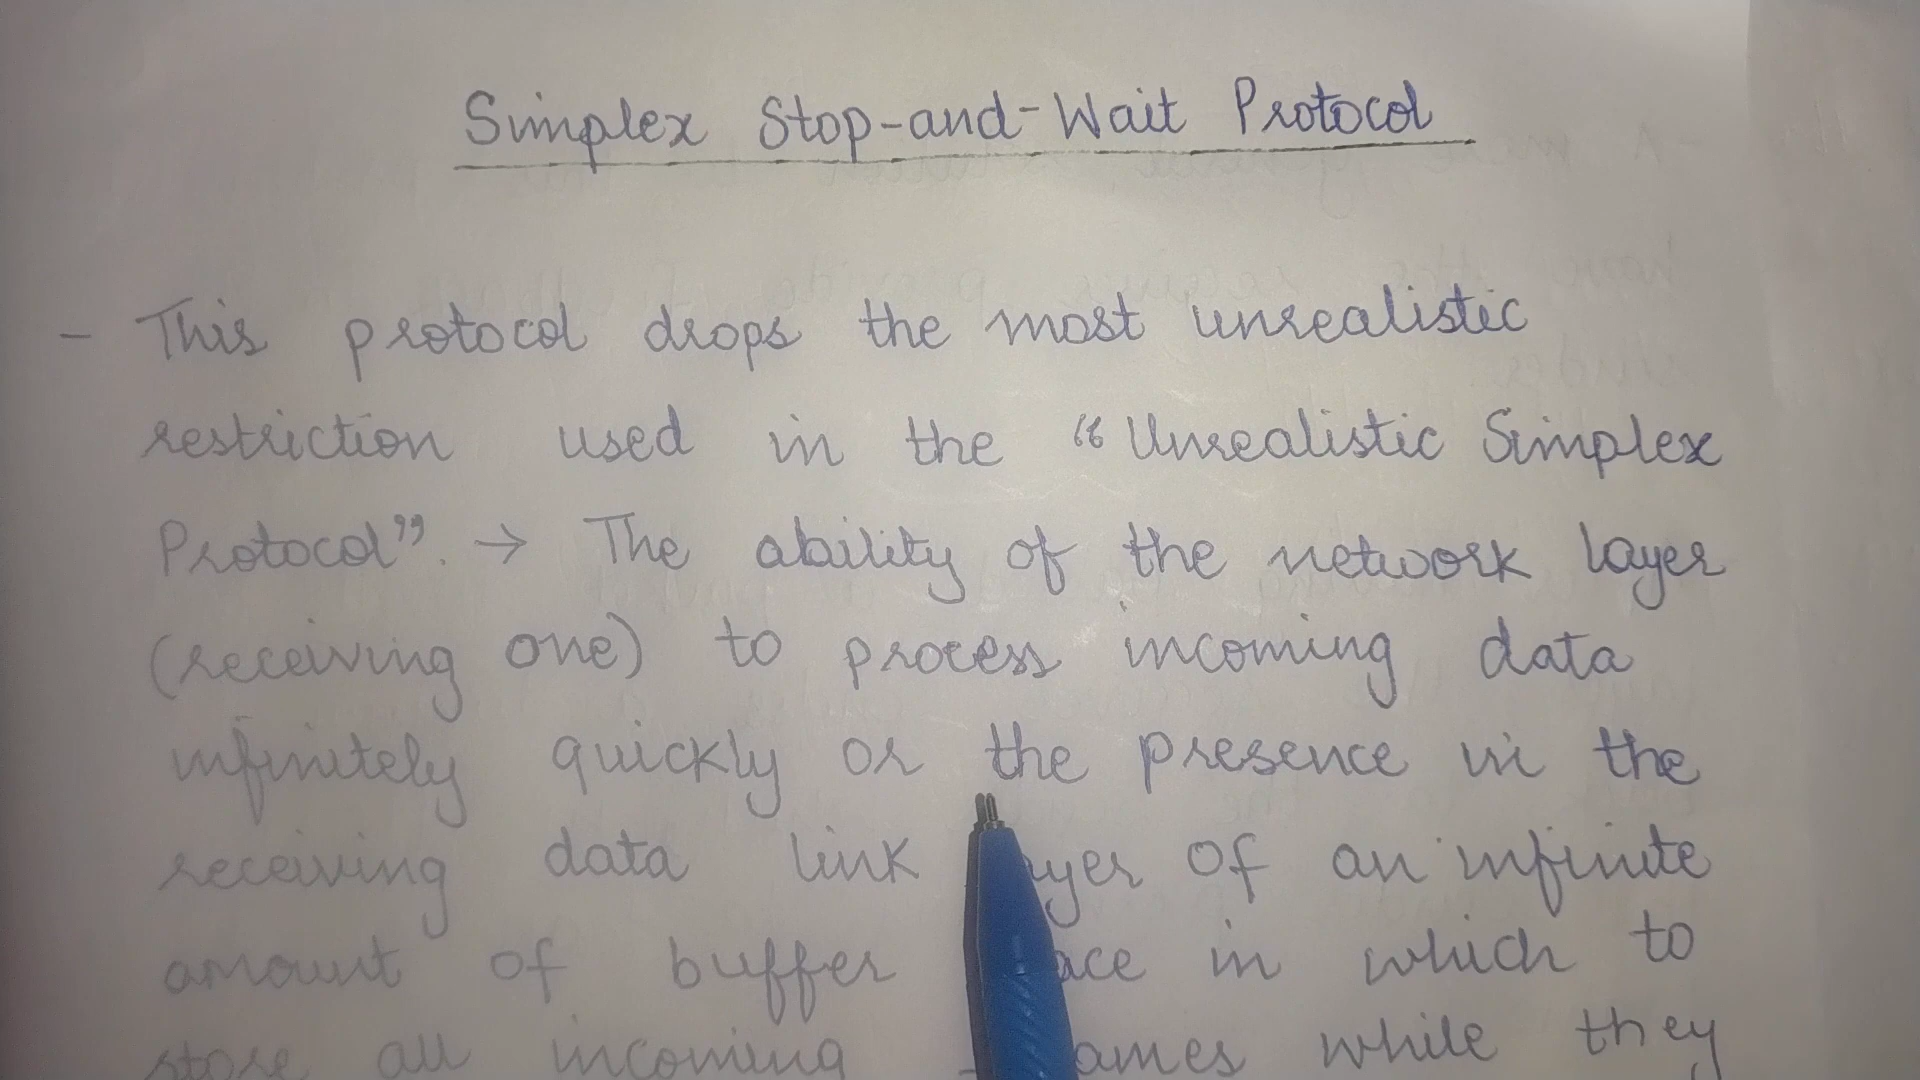 Simplex Stop-and-Wait Protocol
- This protocol drops the most unrealistic
restriction used in the "Unrealistic Simplex
Protocol". → The ability of the network layer
(receiving one) to process incoming data
infinitely quickly or the presence in the
receiving data link of an infinite
amount of buffer in which to
store all incoming while they